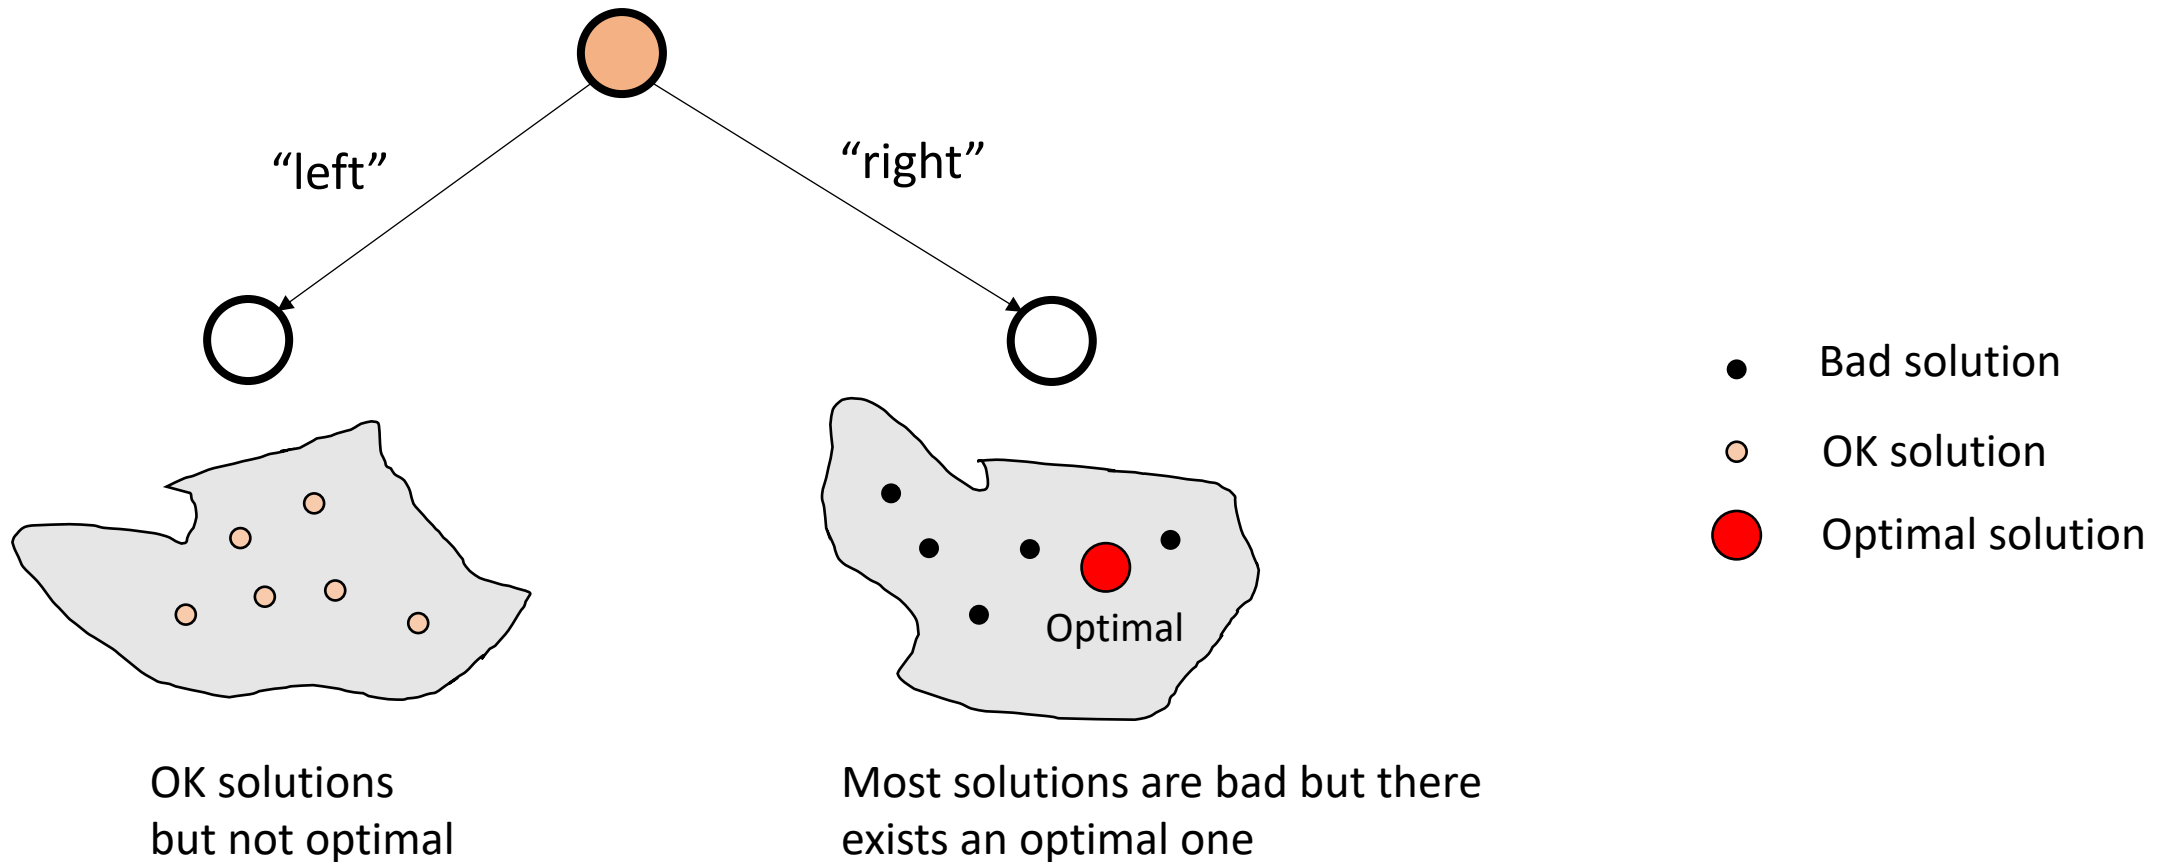 “left”
“right”
Bad solution
OK solution
Optimal solution
Optimal
OK solutions
but not optimal
Most solutions are bad but there
exists an optimal one